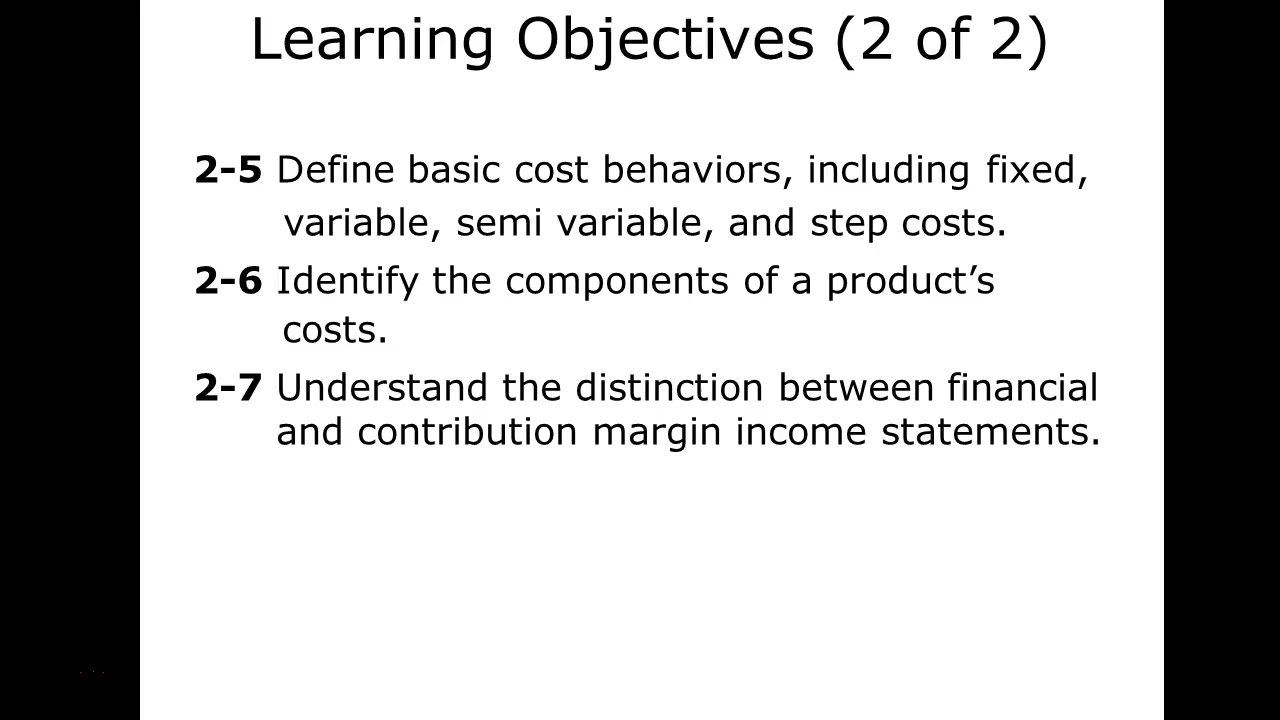 Learning Objectives (2 of 2)
2-5 Define basic cost behaviors, including fixed,
variable, semi variable, and step costs.
2-6 Identify the components of a product’s
costs.
2-7 Understand the distinction between financial
and contribution margin income statements.